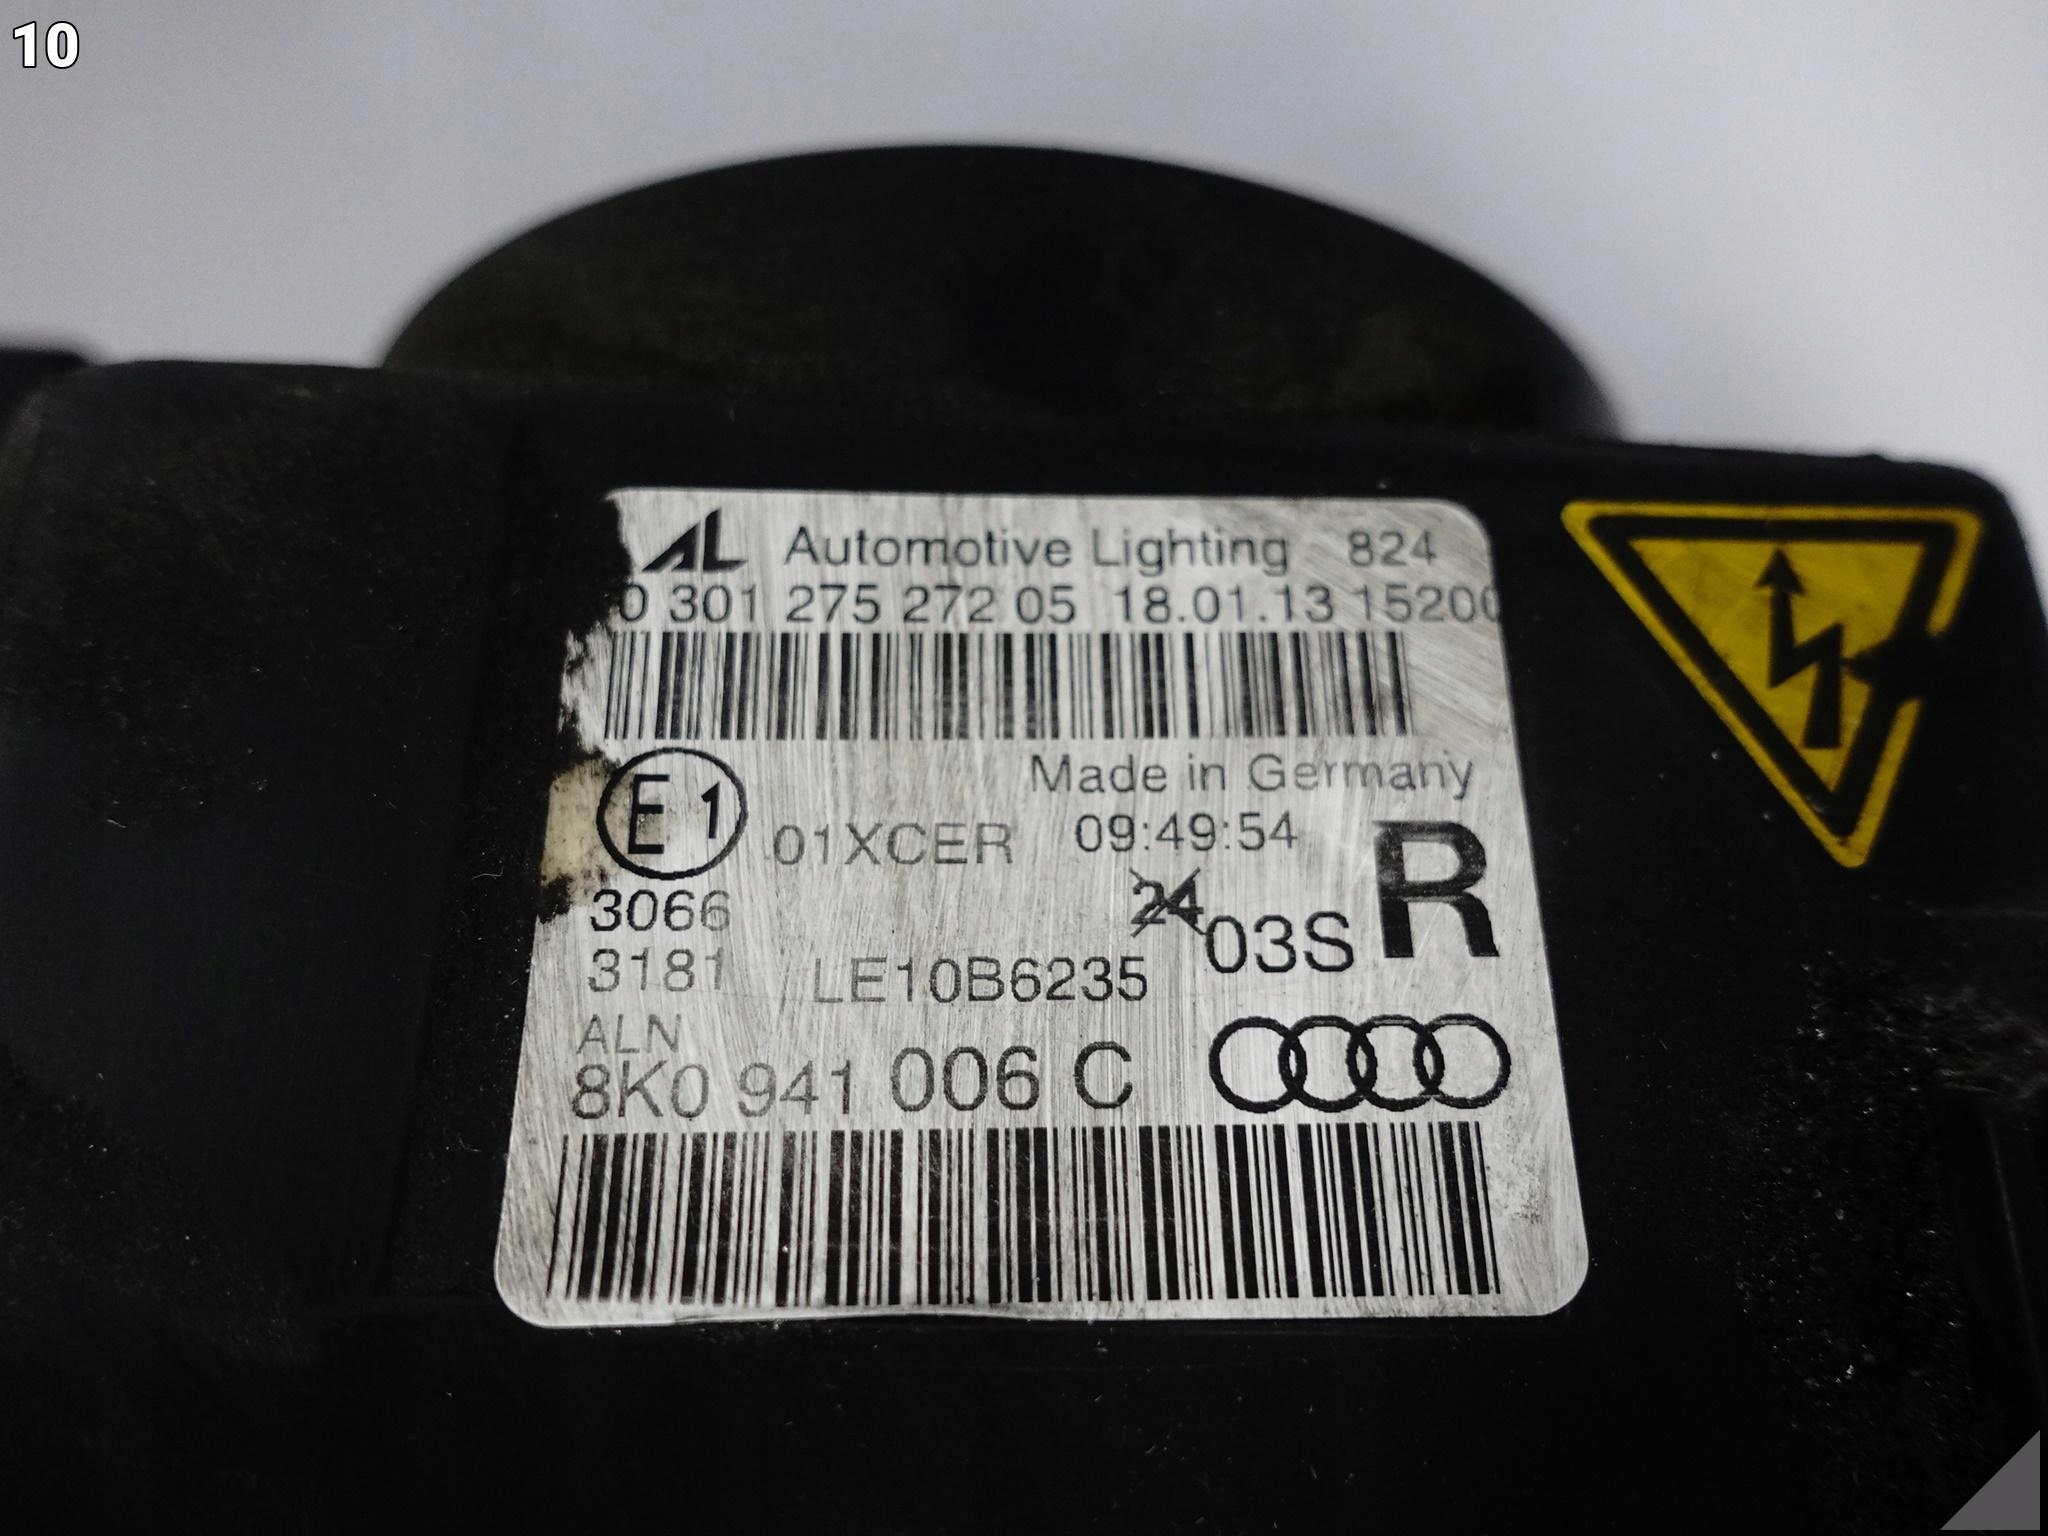 10
AL Automotive Lighting 824
0 301 275 272 05 18.01.13 15200
Made in Germany
E1 01XCER 09:49:54
R
3066 24 03S
3181 LE10B6235
ALN
8K0 941 006 C